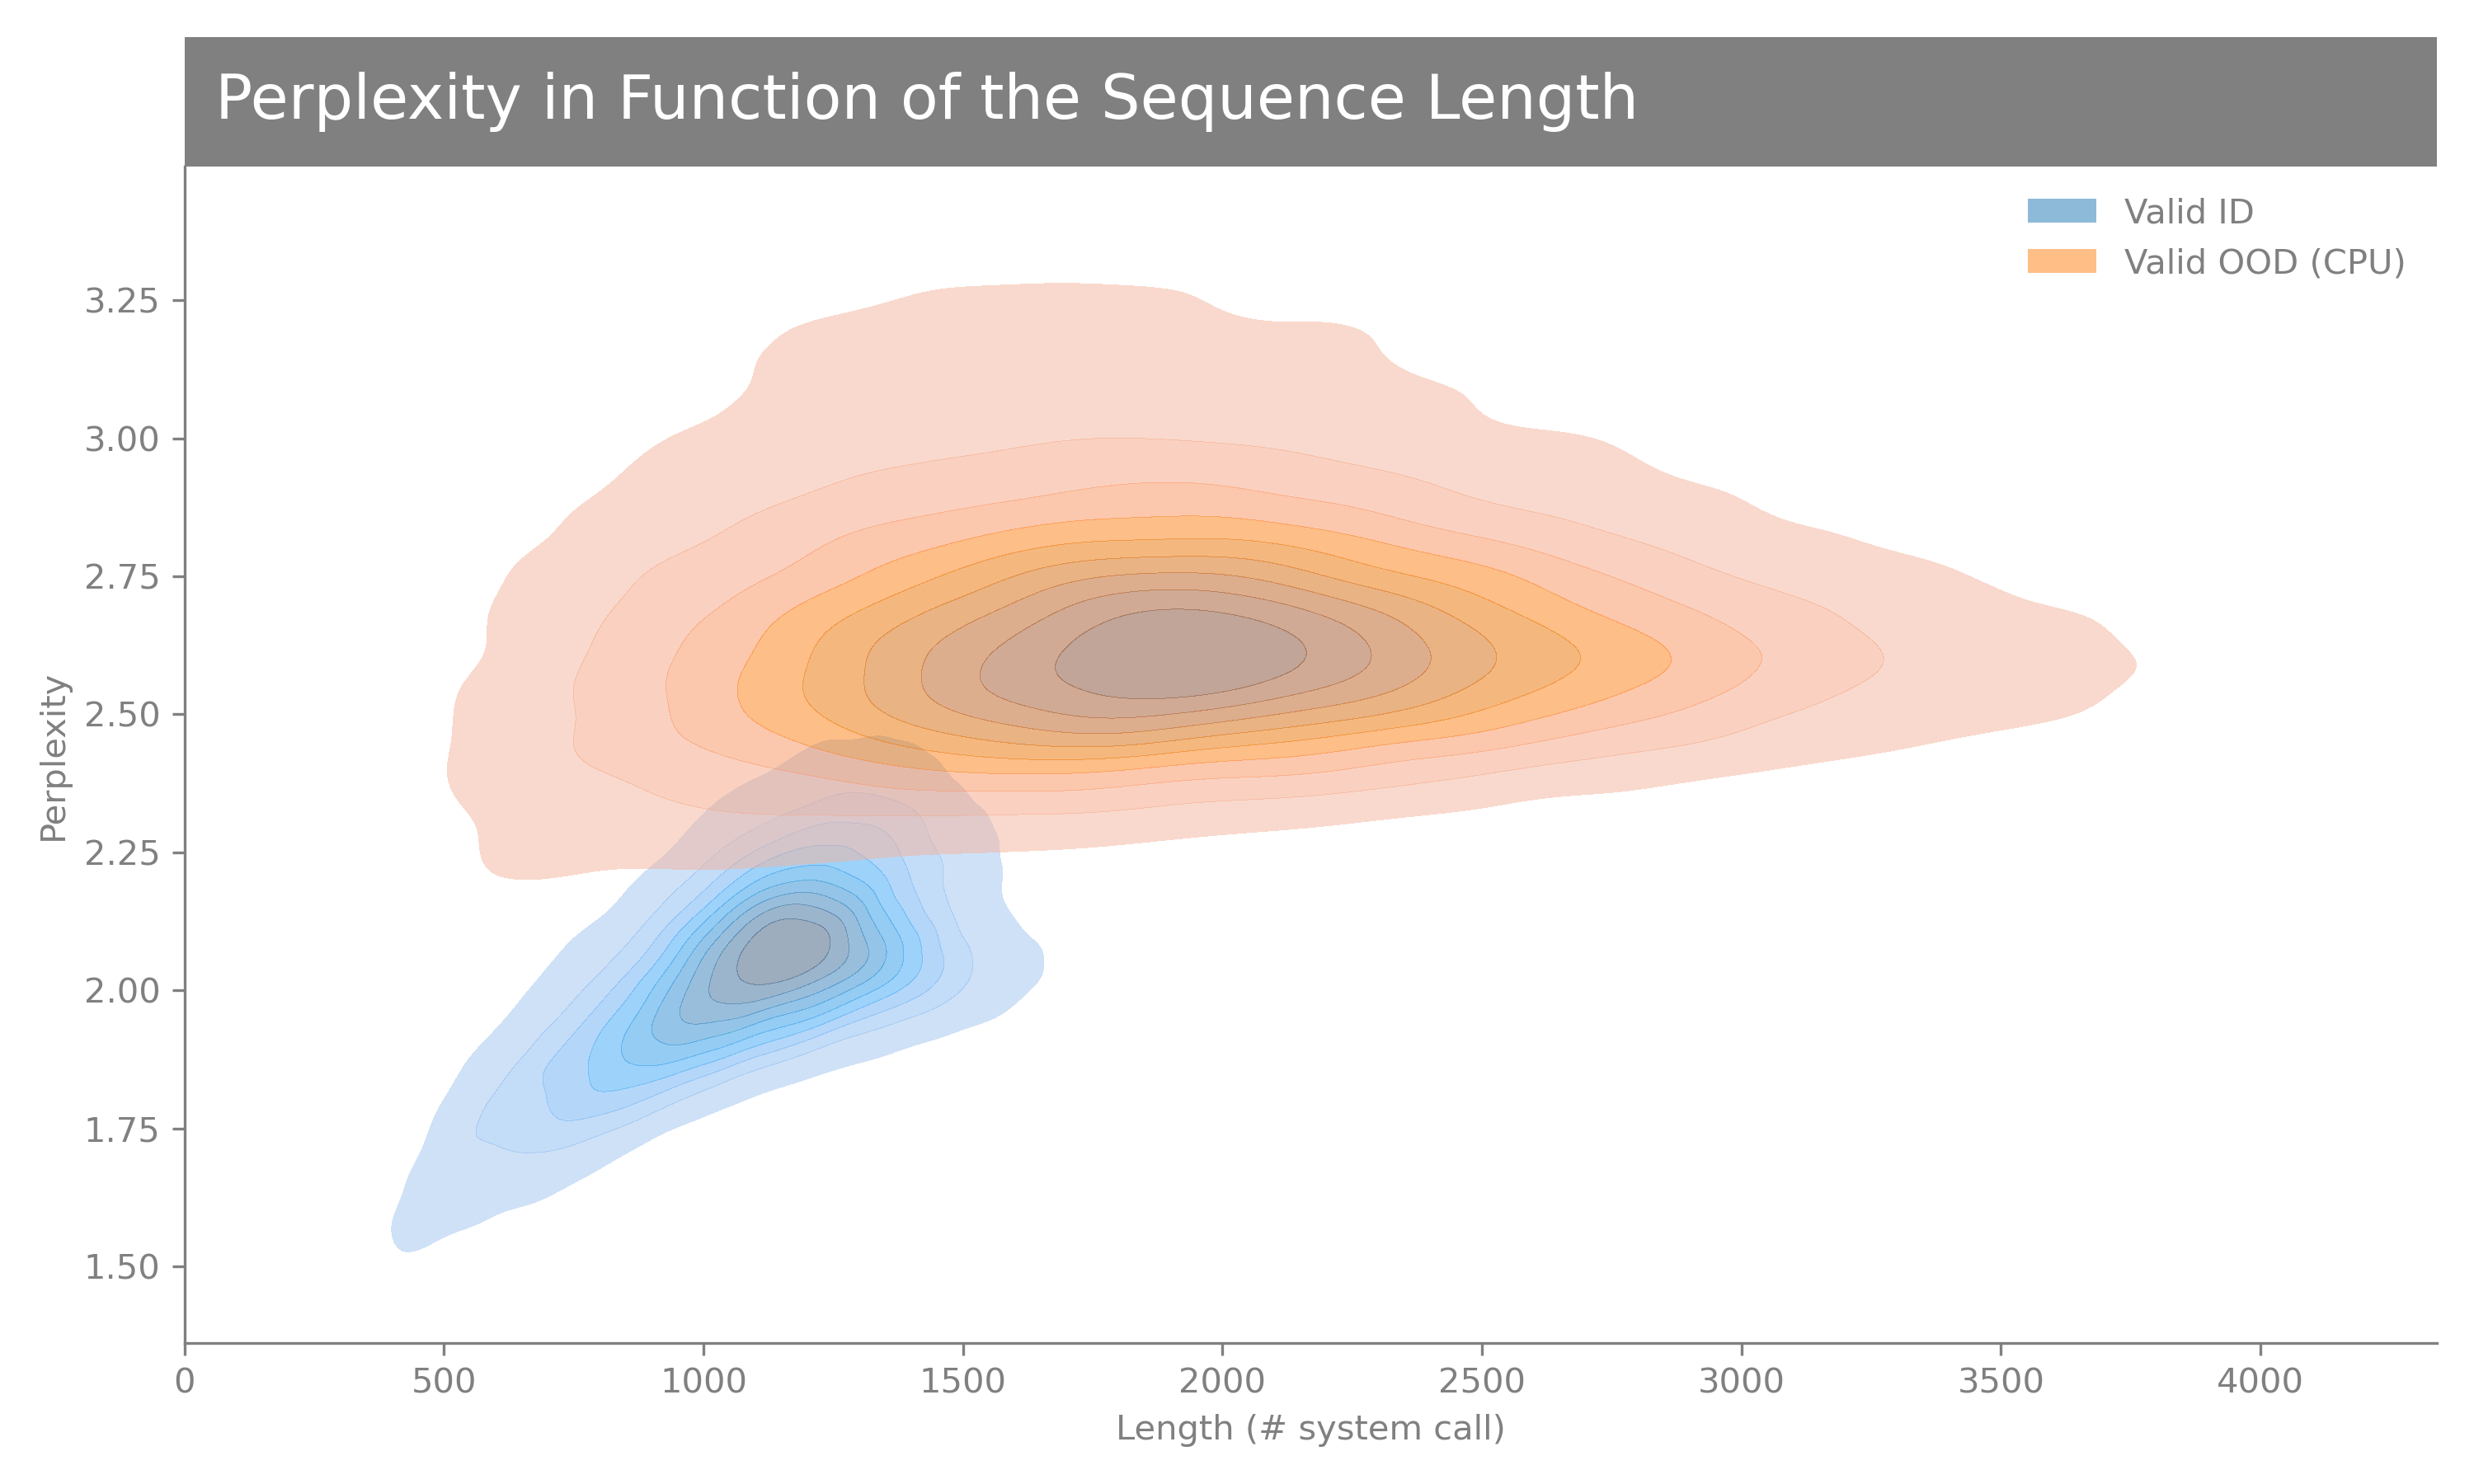 Perplexity in Function of the Sequence Length
Valid ID
Valid OOD (CPU)
3.25
3.00
2.75
2.50
2.25
2.00
1.75
1.50
Perplexity
0 500 1000 1500 2000 2500 3000 3500 4000
Length (# system call)